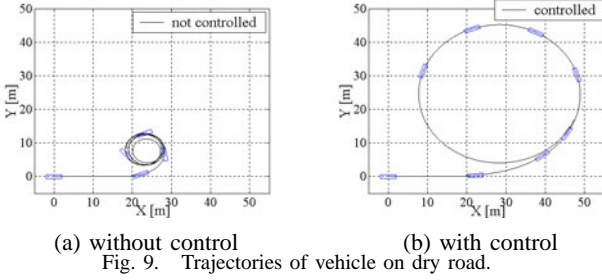 50
40
30
20
10
0
Y [m]
not controlled
0 10 20 30 40 50
X [m]
50
40
30
20
10
0
Y [m]
controlled
0 10 20 30 40 50
X [m]
(a) without control (b) with control
Fig. 9. Trajectories of vehicle on dry road.